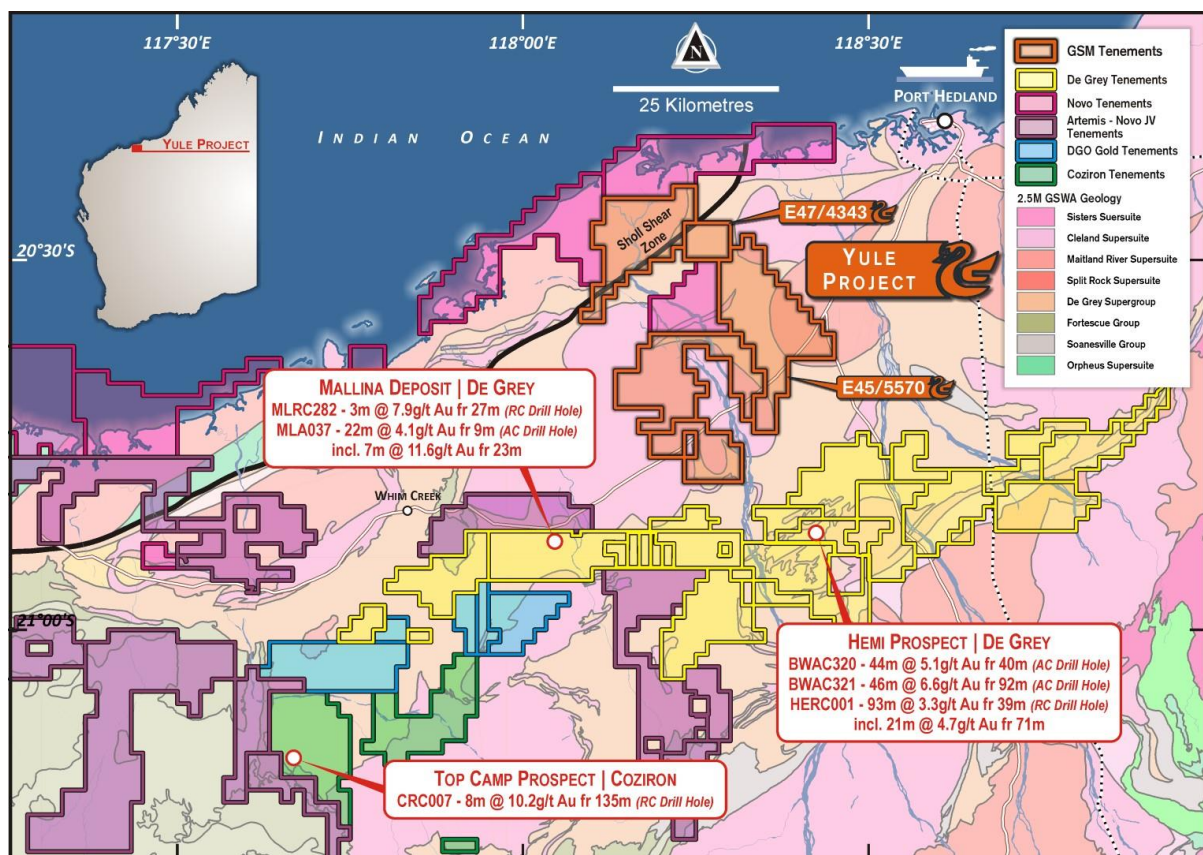 117°30'E
118°00'E
118°30'E
N
25 Kilometres
PORT HEDLAND
INDIAN OCEAN
YULE PROJECT
GSM Tenements
De Grey Tenements
Novo Tenements
Artemis - Novo JV
Tenements
DGO Gold Tenements
Coziron Tenements
2.5M GSWA Geology
Sisters Suersuite
Cleland Supersuite
Maitland River Supersuite
Split Rock Supersuite
De Grey Supergroup
Fortescue Group
Soanesville Group
Orpheus Supersuite
20°30'S
Sholl Shear
Zone
E47/4343
YULE
PROJECT
E45/5570
MALLINA DEPOSIT | DE GREY
MLRC282 - 3m @ 7.9g/t Au fr 27m (RC Drill Hole)
MLA037 - 22m @ 4.1g/t Au fr 9m (AC Drill Hole)
incl. 7m @ 11.6g/t Au fr 23m
WHIM CREEK
21°00'S
HEMI PROSPECT | DE GREY
BWAC320 - 44m @ 5.1g/t Au fr 40m (AC Drill Hole)
BWAC321 - 46m @ 6.6g/t Au fr 92m (AC Drill Hole)
HERC001 - 93m @ 3.3g/t Au fr 39m (RC Drill Hole)
incl. 21m @ 4.7g/t Au fr 71m
TOP CAMP PROSPECT | COZIRON
CRC007 - 8m @ 10.2g/t Au fr 135m (RC Drill Hole)